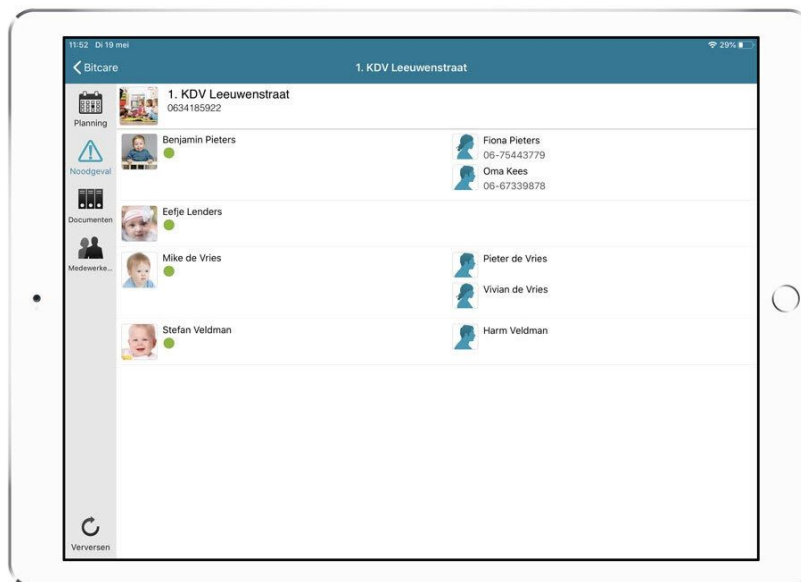 11:52 Di 19 mei
29%
Bitcare
1. KDV Leeuwenstraat
Planning
Noodgeval
Documenten
Medewerke...
Verversen
1. KDV Leeuwenstraat
0634185922
Benjamin Pieters
Fiona Pieters
06-75443779
Oma Kees
06-67339878
Eefje Lenders
Mike de Vries
Pieter de Vries
Vivian de Vries
Stefan Veldman
Harm Veldman